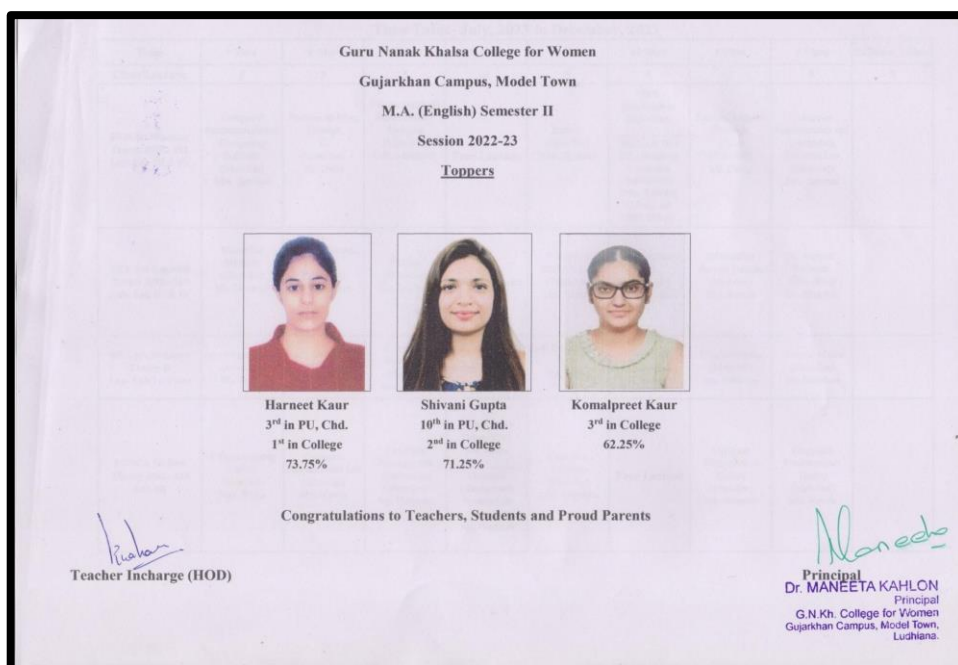 Guru Nanak Khalsa College for Women
Gujarkhan Campus, Model Town
M.A. (English) Semester II
Session 2022-23
Toppers
Harneet Kaur
3rd in PU, Chd.
1st in College
73.75%
Shivani Gupta
10th in PU, Chd.
2nd in College
71.25%
Komalpreet Kaur
3rd in College
62.25%
Congratulations to Teachers, Students and Proud Parents
Maneeta
Teacher Incharge (HOD)
Principal
Dr. MANEETA KAHLON
Principal
G.N.Kh. College for Women
Gujarkhan Campus, Model Town,
Ludhiana.